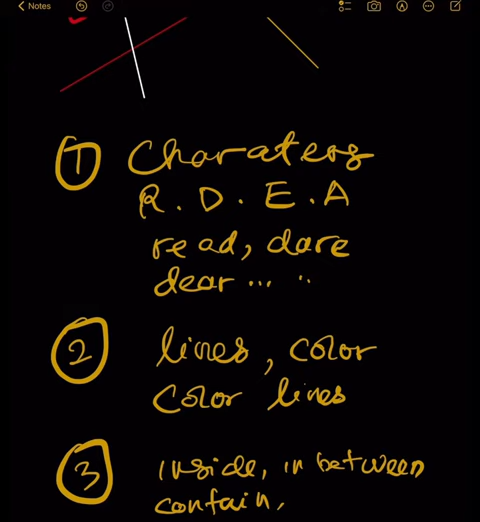 Notes
① Charaters
R. D. E. A
read, dare
dear... ..
② lines, color
color lines
③ inside, in between
contain,